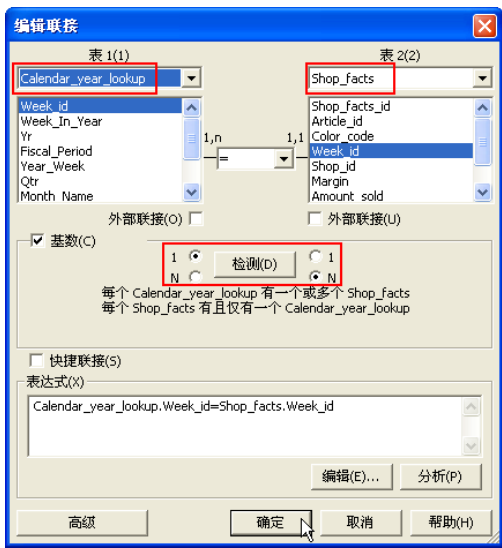 编辑联接
表 1(1) 表 2(2)
Calendar_year_lookup Shop_facts
Week_id Shop_facts_id
Week_In_Year Article_id
Yr 1,n 1,1 Color_code
Fiscal_Period = Week_id
Year_Week Shop_id
Qtr Margin
Month_Name Amount_sold
外部联接(O) 外部联接(U)
基数(C)
1 检测(D) 1
N N
每个 Calendar_year_lookup 有一个或多个 Shop_facts
每个 Shop_facts 有且仅有一个 Calendar_year_lookup
快捷联接(S)
表达式(X)
Calendar_year_lookup.Week_id=Shop_facts.Week_id
编辑(E)... 分析(P)
高级 确定 取消 帮助(H)